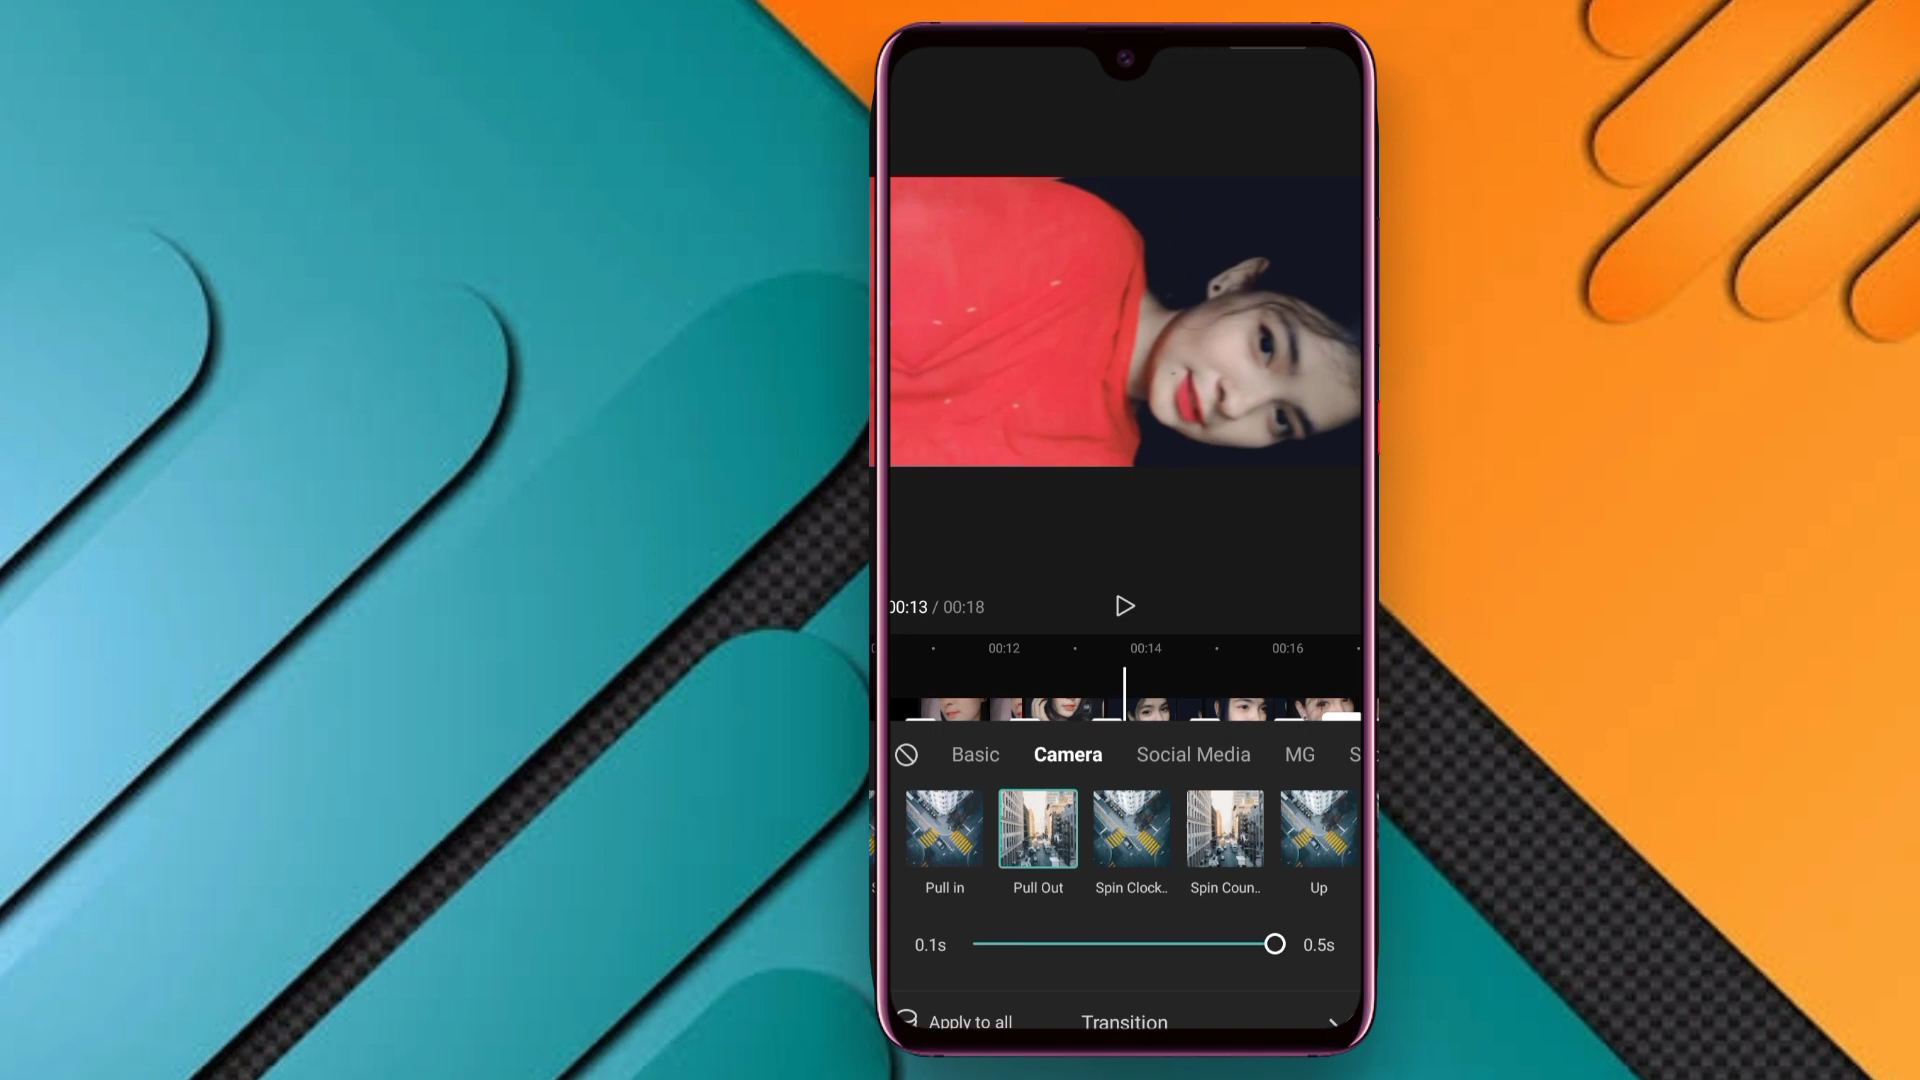 00:13 / 00:18
00:12 00:14 00:16
Basic Camera Social Media MG
Pull in Pull Out Spin Clock.. Spin Coun.. Up
0.1s 0.5s
Apply to all Transition